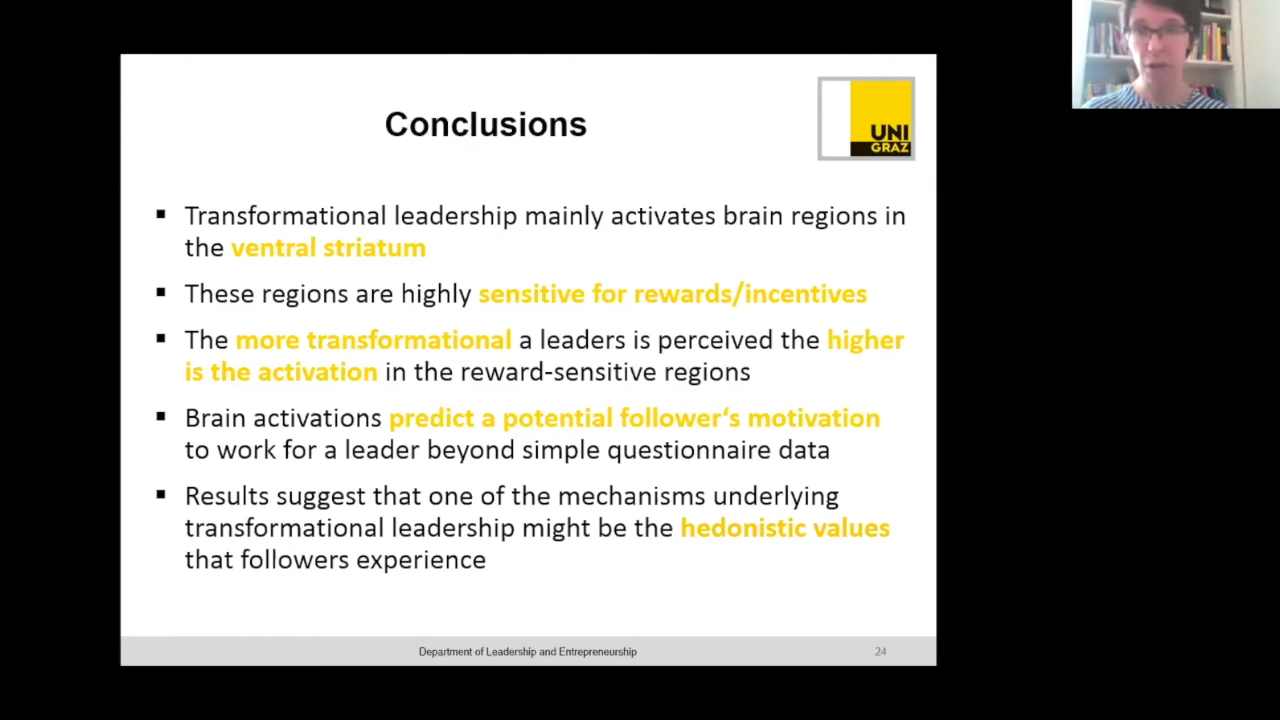 Conclusions
UNI
GRAZ
▪ Transformational leadership mainly activates brain regions in
the ventral striatum
▪ These regions are highly sensitive for rewards/incentives
▪ The more transformational a leaders is perceived the higher
is the activation in the reward-sensitive regions
▪ Brain activations predict a potential follower‘s motivation
to work for a leader beyond simple questionnaire data
▪ Results suggest that one of the mechanisms underlying
transformational leadership might be the hedonistic values
that followers experience
Department of Leadership and Entrepreneurship
24